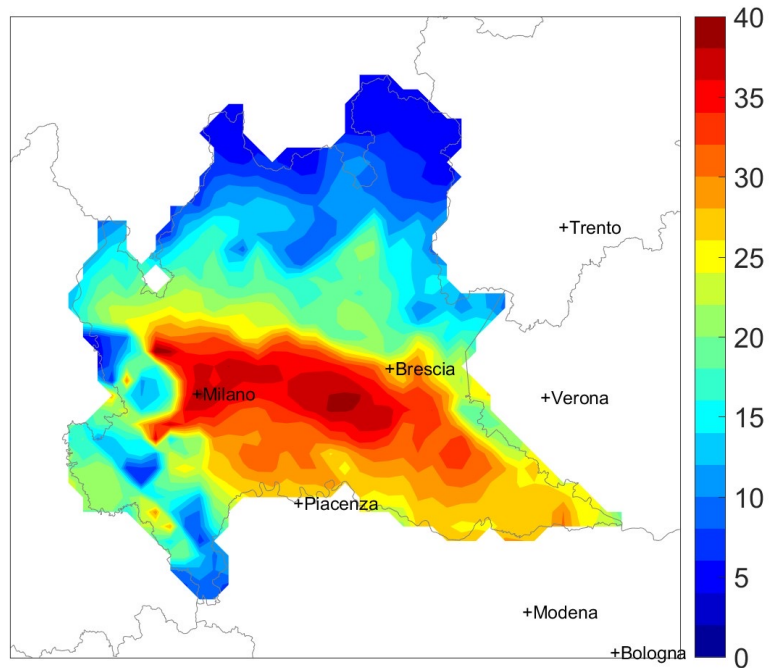 40
35
Trento
30
25
20
Brescia
Milano
Verona
15
10
Piacenza
5
Modena
Bologna
0